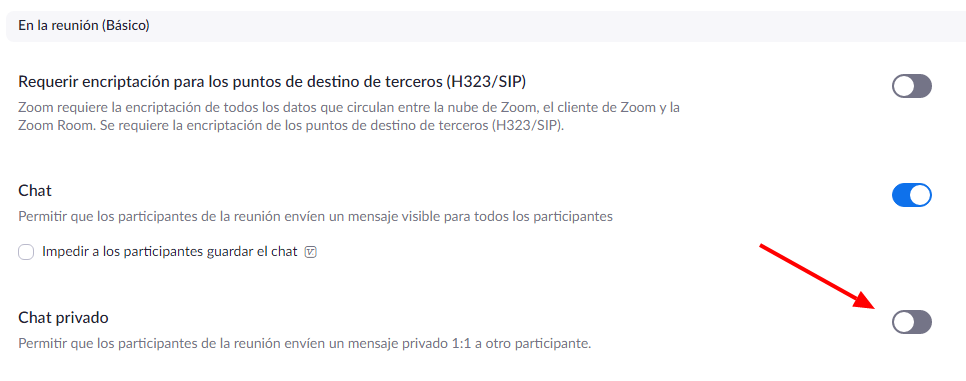 En la reunión (Básico)
Requerir encriptación para los puntos de destino de terceros (H323/SIP)
Zoom requiere la encriptación de todos los datos que circulan entre la nube de Zoom, el cliente de Zoom y la
Zoom Room. Se requiere la encriptación de los puntos de destino de terceros (H323/SIP).
Chat
Permitir que los participantes de la reunión envíen un mensaje visible para todos los participantes
Impedir a los participantes guardar el chat
Chat privado
Permitir que los participantes de la reunión envíen un mensaje privado 1:1 a otro participante.